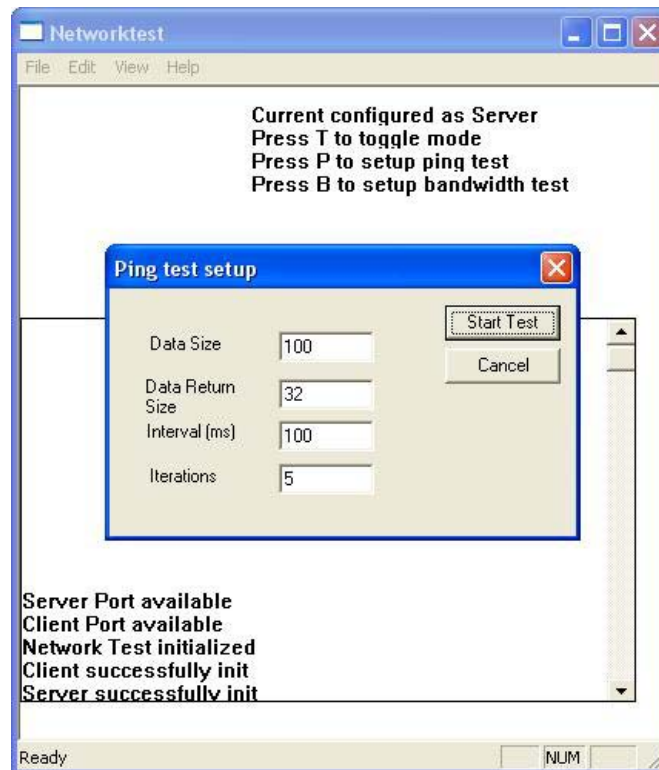 Networktest
File Edit View Help
Current configured as Server
Press T to toggle mode
Press P to setup ping test
Press B to setup bandwidth test
Ping test setup
Data Size 100
Data Return
Size 32
Interval (ms) 100
Iterations 5
Start Test
Cancel
Server Port available
Client Port available
Network Test initialized
Client successfully init
Server successfully init
Ready NUM